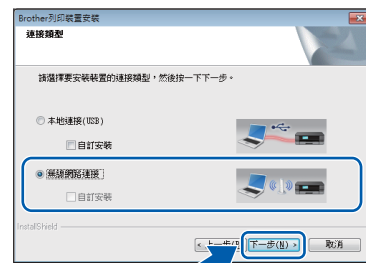 Brother列印裝置安裝
連接類型
請選擇要安裝裝置的連接類型，然後按一下下一步。
本地連接(USB)
自訂安裝
無線網路連接
自訂安裝
InstallShield
< 上一步(B) 下一步(N) > 取消